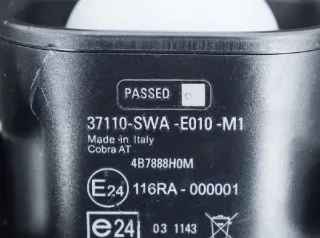 PASSED
37110-SWA -E010 -M1
Made in Italy
Cobra AT
4B7888H0M
E24 116RA - 000001
e24 03 1143